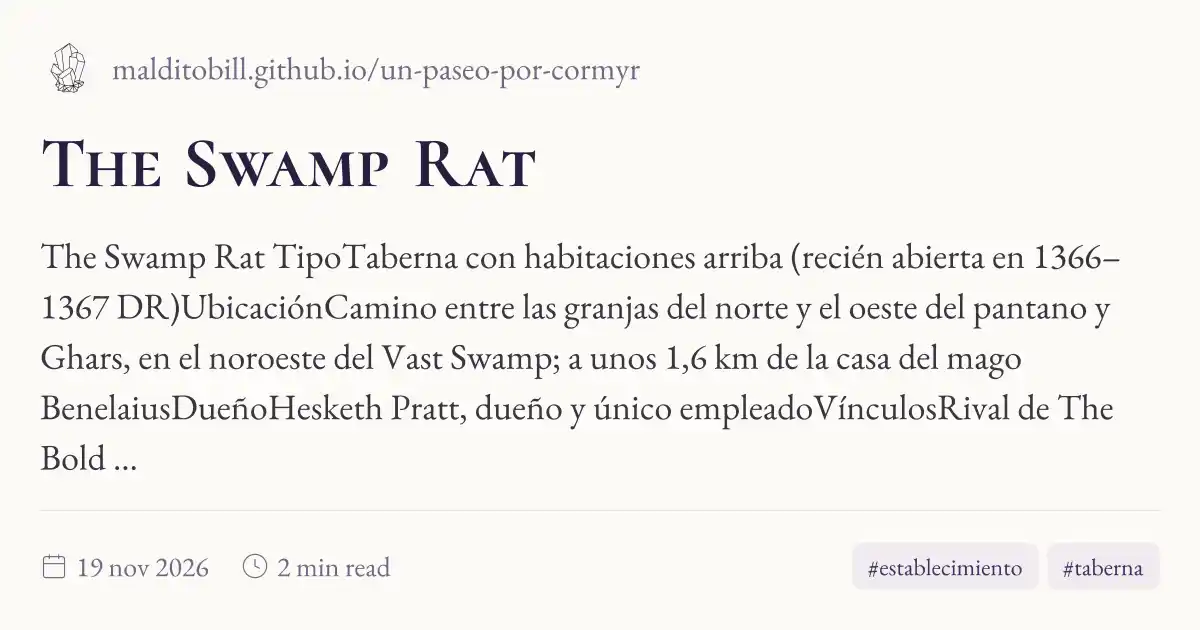 malditobill.github.io/un-paseo-por-cormyr
The Swamp Rat
The Swamp Rat TipoTaberna con habitaciones arriba (recién abierta en 1366–
1367 DR)UbicaciónCamino entre las granjas del norte y el oeste del pantano y
Ghars, en el noroeste del Vast Swamp; a unos 1,6 km de la casa del mago
BenelaiusDueñoHesketh Pratt, dueño y único empleadoVínculosRival de The
Bold ...
19 nov 2026 2 min read #establecimiento #taberna